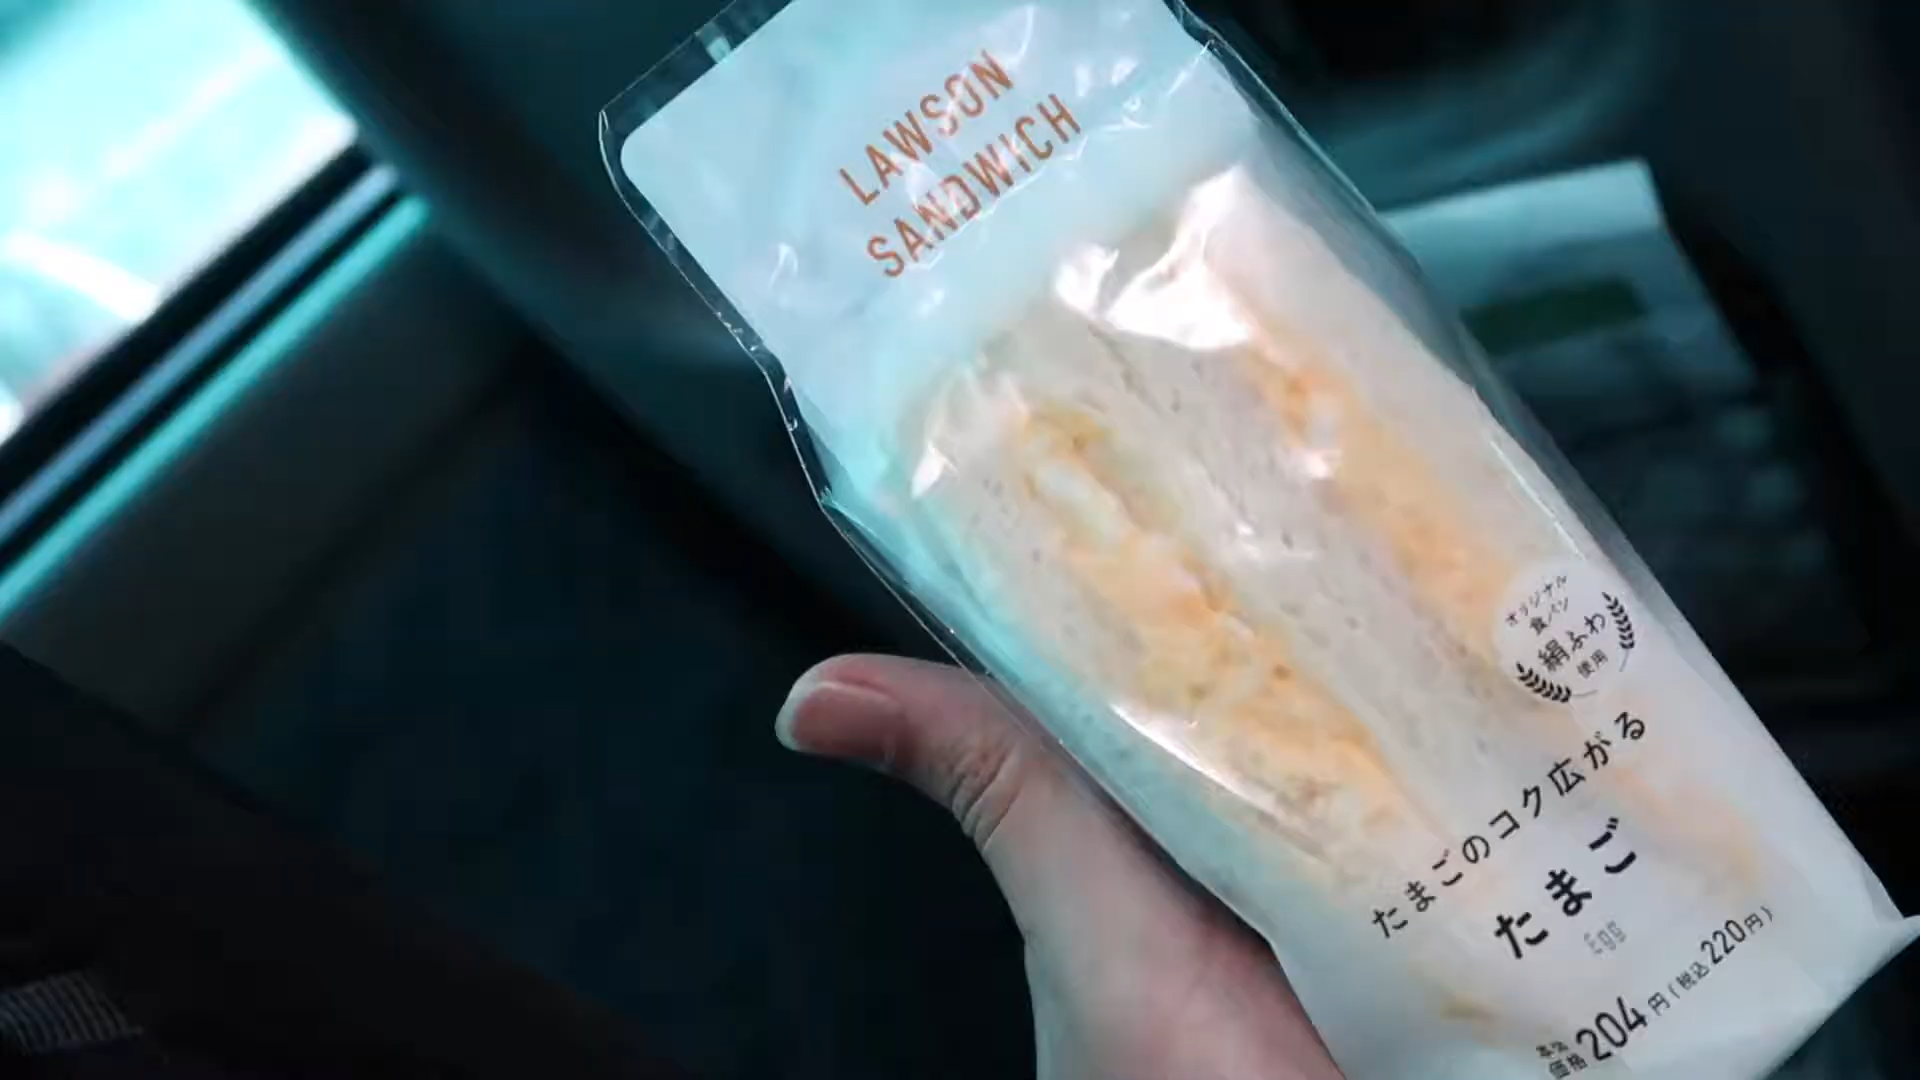 LAWSON
SANDWICH
オリジナル
食パン
絹ふわ
使用
たまごのコク広がる
たまご
Egg
本体
価格204円(税込220円)